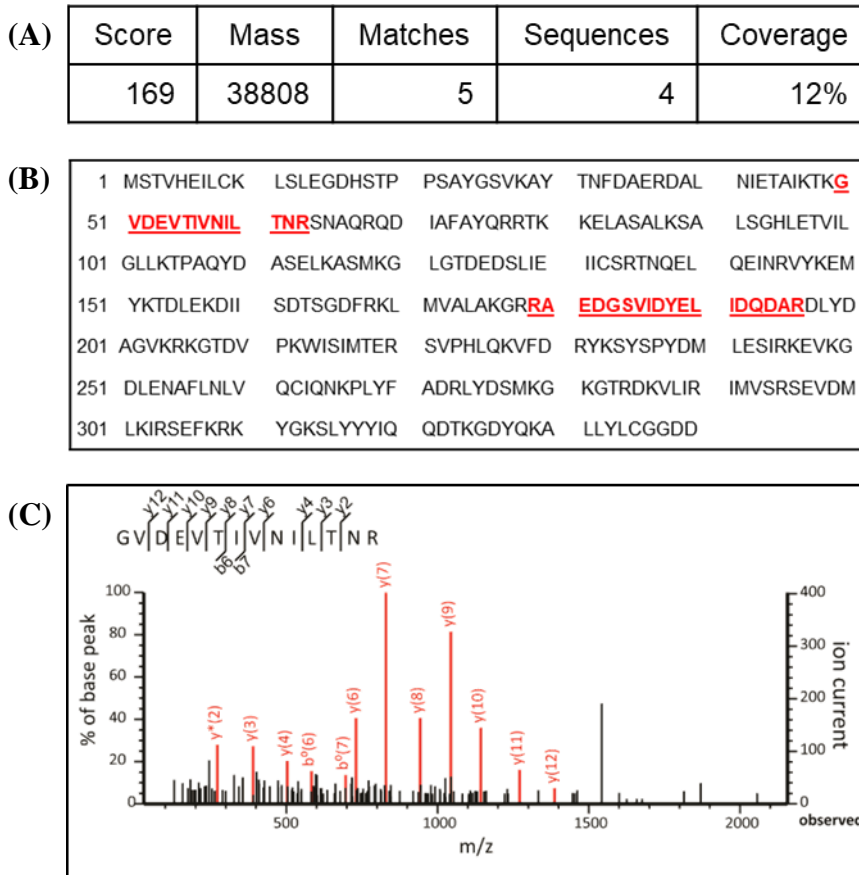 (A)
Score Mass Matches Sequences Coverage
169 38808 5 4 12%
(B)
1 MSTVHEILCK LSLEGDHSTP PSAYGSVKAY TNFDAERDAL NIETAIKTKG
51 VDEVTIVNIL TNRSNAQRQD IAFAYQRRTK KELASALKSA LSGHLETVIL
101 GLLKTPAQYD ASELKASMKG LGTDEDSLIE IICSRTNQEL QEINRVYKEM
151 YKTDLEKDII SDTSGDFRKL MVALAKGRRA EDGSVIDYEL IDQDARDLYD
201 AGVKRKGTDV PKWISIMTER SVPHLQKVFD RYKSYSPYDM LESIRKEVKG
251 DLENAFLNLV QCIQNKPLYF ADRLYDSMKG KGTRDKVLIR IMVSRSEVDM
301 LKIRSEFKRK YGKSLYYYIQ QDTKGDYQKA LLYLCGGDD
(C)
y12 y11 y10 y9 y8 y7 y6 y4 y3 y2
G V D E V T I V N I L T N R
b6 b7
% of base peak
100
80
60
40
20
0
y*(2) y(3) y(4) b⁰(6) b⁰(7) y(6) y(7) y(8) y(9) y(10) y(11) y(12)
400
300
200
100
0
ion current
500 1000 1500 2000
observed
m/z